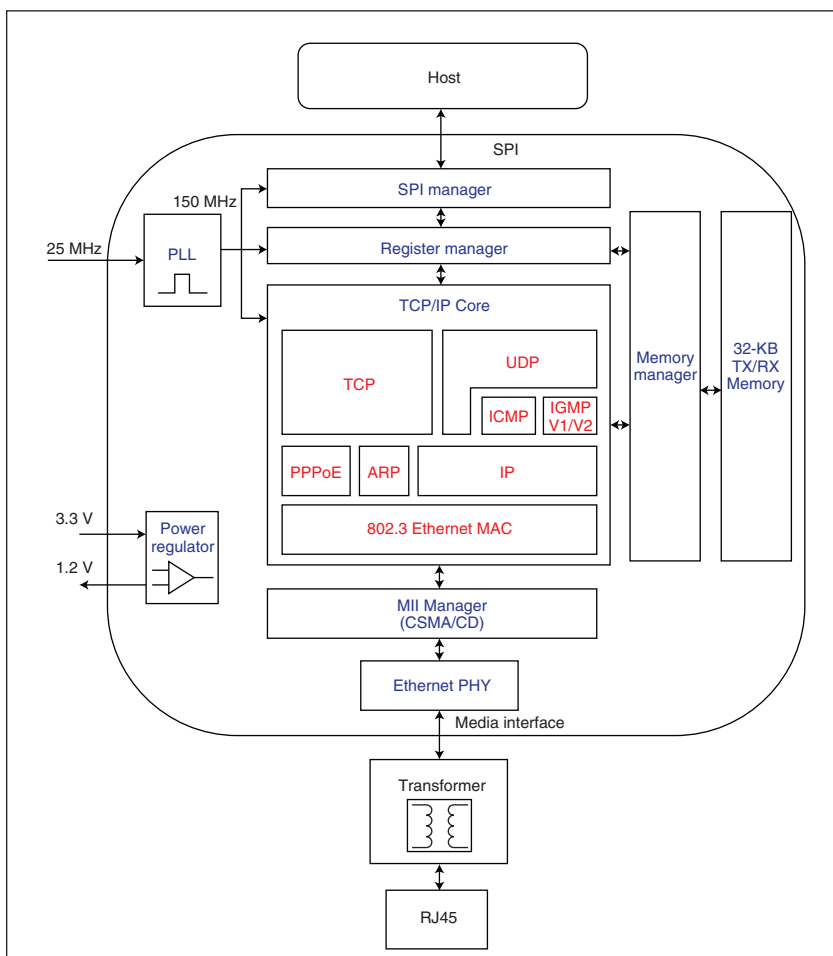 Host
SPI
SPI manager
150 MHz
25 MHz
PLL
Register manager
TCP/IP Core
TCP
UDP
ICMP
IGMP
V1/V2
PPPoE
ARP
IP
802.3 Ethernet MAC
Memory
manager
32-KB
TX/RX
Memory
3.3 V
1.2 V
Power
regulator
MII Manager
(CSMA/CD)
Ethernet PHY
Media interface
Transformer
RJ45